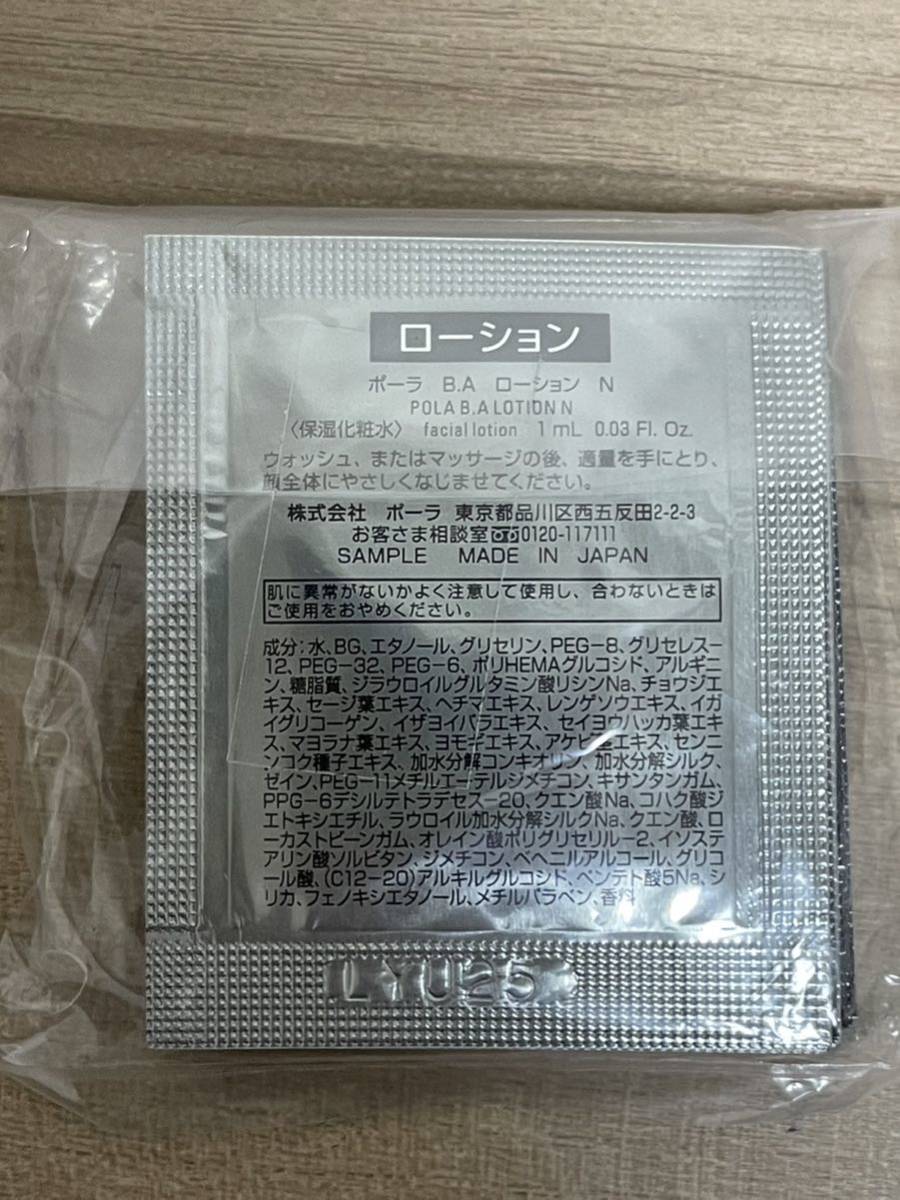 ローション
ポーラ B.A ローション N
POLA B.A LOTION N
〈保湿化粧水〉 facial lotion 1 mL 0.03 Fl. Oz.
ウォッシュ、またはマッサージの後、適量を手にとり、
顔全体にやさしくなじませてください。
株式会社 ポーラ 東京都品川区西五反田2-2-3
お客さま相談室 0120-117111
SAMPLE MADE IN JAPAN
肌に異常がないかよく注意して使用し、合わないときは
ご使用をおやめください。
成分:水、BG、エタノール、グリセリン、PEG-8、グリセレス-
12、PEG-32、PEG-6、ポリHEMAグルコシド、アルギニ
ン、糖脂質、ジラウロイルグルタミン酸リシンNa、チョウジエ
キス、セージ葉エキス、ヘチマエキス、レンゲソウエキス、イガ
イグリコーゲン、イザヨイバラエキス、セイヨウハッカ葉エキ
ス、マヨラナ葉エキス、ヨモギエキス、アケビ茎エキス、センニ
ンコク種子エキス、加水分解コンキオリン、加水分解シルク、
ゼイン、PEG-11メチルエーテルジメチコン、キサンタンガム、
PPG-6デシルテトラデセス-20、クエン酸Na、コハク酸ジ
エトキシエチル、ラウロイル加水分解シルクNa、クエン酸、ロ
ーカストビーンガム、オレイン酸ポリグリセリル-2、イソステ
アリン酸ソルビタン、ジメチコン、ベヘニルアルコール、グリコ
ール酸、(C12-20)アルキルグルコシド、ペンテト酸5Na、シ
リカ、フェノキシエタノール、メチルパラベン、香料
LYU25